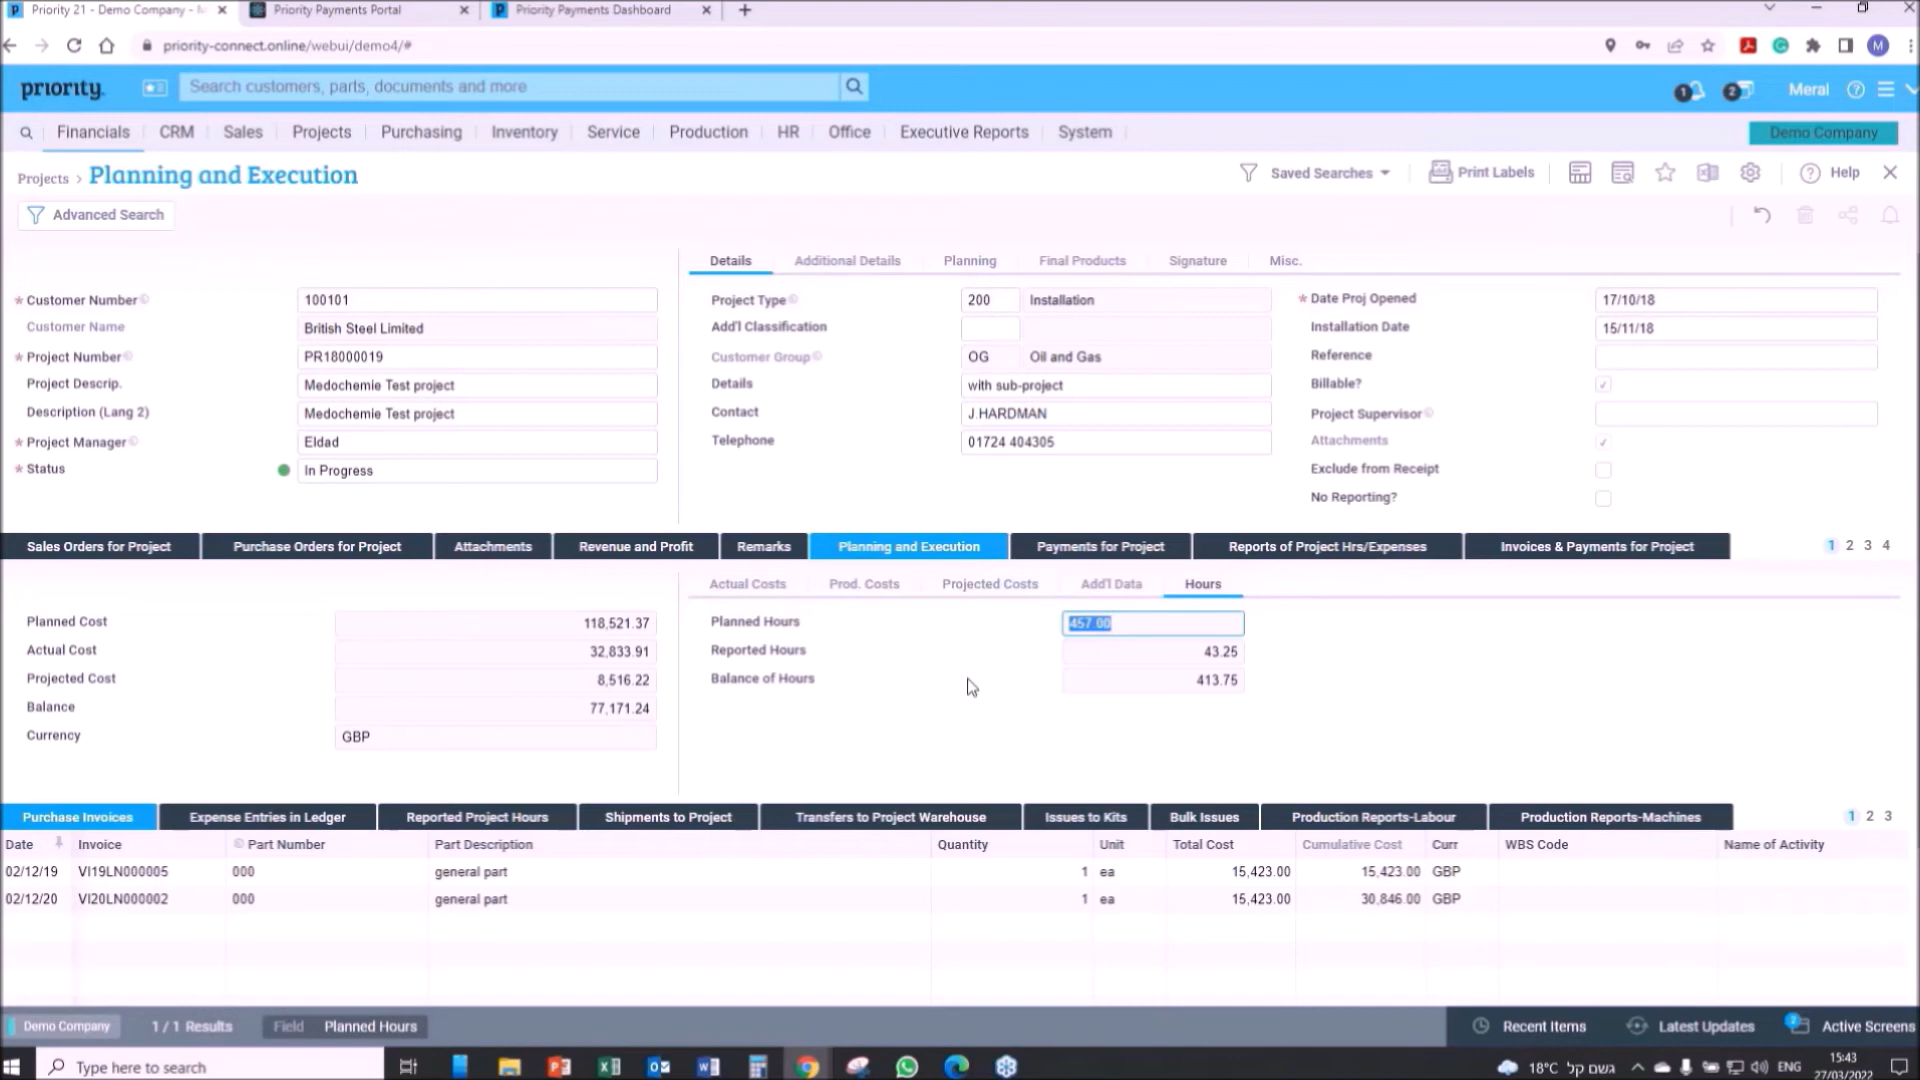 Priority 21 - Demo Company - M
Priority Payments Portal
Priority Payments Dashboard
priority-connect.online/webui/demo4/#
M
priority
Search customers, parts, documents and more
1
2
Meral
Financials CRM Sales Projects Purchasing Inventory Service Production HR Office Executive Reports System
Demo Company
Projects > Planning and Execution
Saved Searches
Print Labels
Help
Advanced Search
Details Additional Details Planning Final Products Signature Misc.
* Customer Number 100101
Customer Name British Steel Limited
* Project Number PR18000019
Project Descrip. Medochemie Test project
Description (Lang 2) Medochemie Test project
* Project Manager Eldad
* Status In Progress
Project Type 200 Installation
Add'l Classification
Customer Group OG Oil and Gas
Details with sub-project
Contact J.HARDMAN
Telephone 01724 404305
* Date Proj Opened 17/10/18
Installation Date 15/11/18
Reference
Billable?
Project Supervisor
Attachments
Exclude from Receipt
No Reporting?
Sales Orders for Project Purchase Orders for Project Attachments Revenue and Profit Remarks Planning and Execution Payments for Project Reports of Project Hrs/Expenses Invoices & Payments for Project 1 2 3 4
Actual Costs Prod. Costs Projected Costs Add'l Data Hours
Planned Cost 118,521.37
Actual Cost 32,833.91
Projected Cost 8,516.22
Balance 77,171.24
Currency GBP
Planned Hours 457.00
Reported Hours 43.25
Balance of Hours 413.75
Purchase Invoices Expense Entries in Ledger Reported Project Hours Shipments to Project Transfers to Project Warehouse Issues to Kits Bulk Issues Production Reports-Labour Production Reports-Machines 1 2 3
Date Invoice Part Number Part Description Quantity Unit Total Cost Cumulative Cost Curr WBS Code Name of Activity
02/12/19 VI19LN000005 000 general part 1 ea 15,423.00 15,423.00 GBP
02/12/20 VI20LN000002 000 general part 1 ea 15,423.00 30,846.00 GBP
Demo Company 1 / 1 Results Field Planned Hours
Recent Items Latest Updates 2 Active Screens
Type here to search
18°C גשם קל
ENG
15:43
27/03/2022